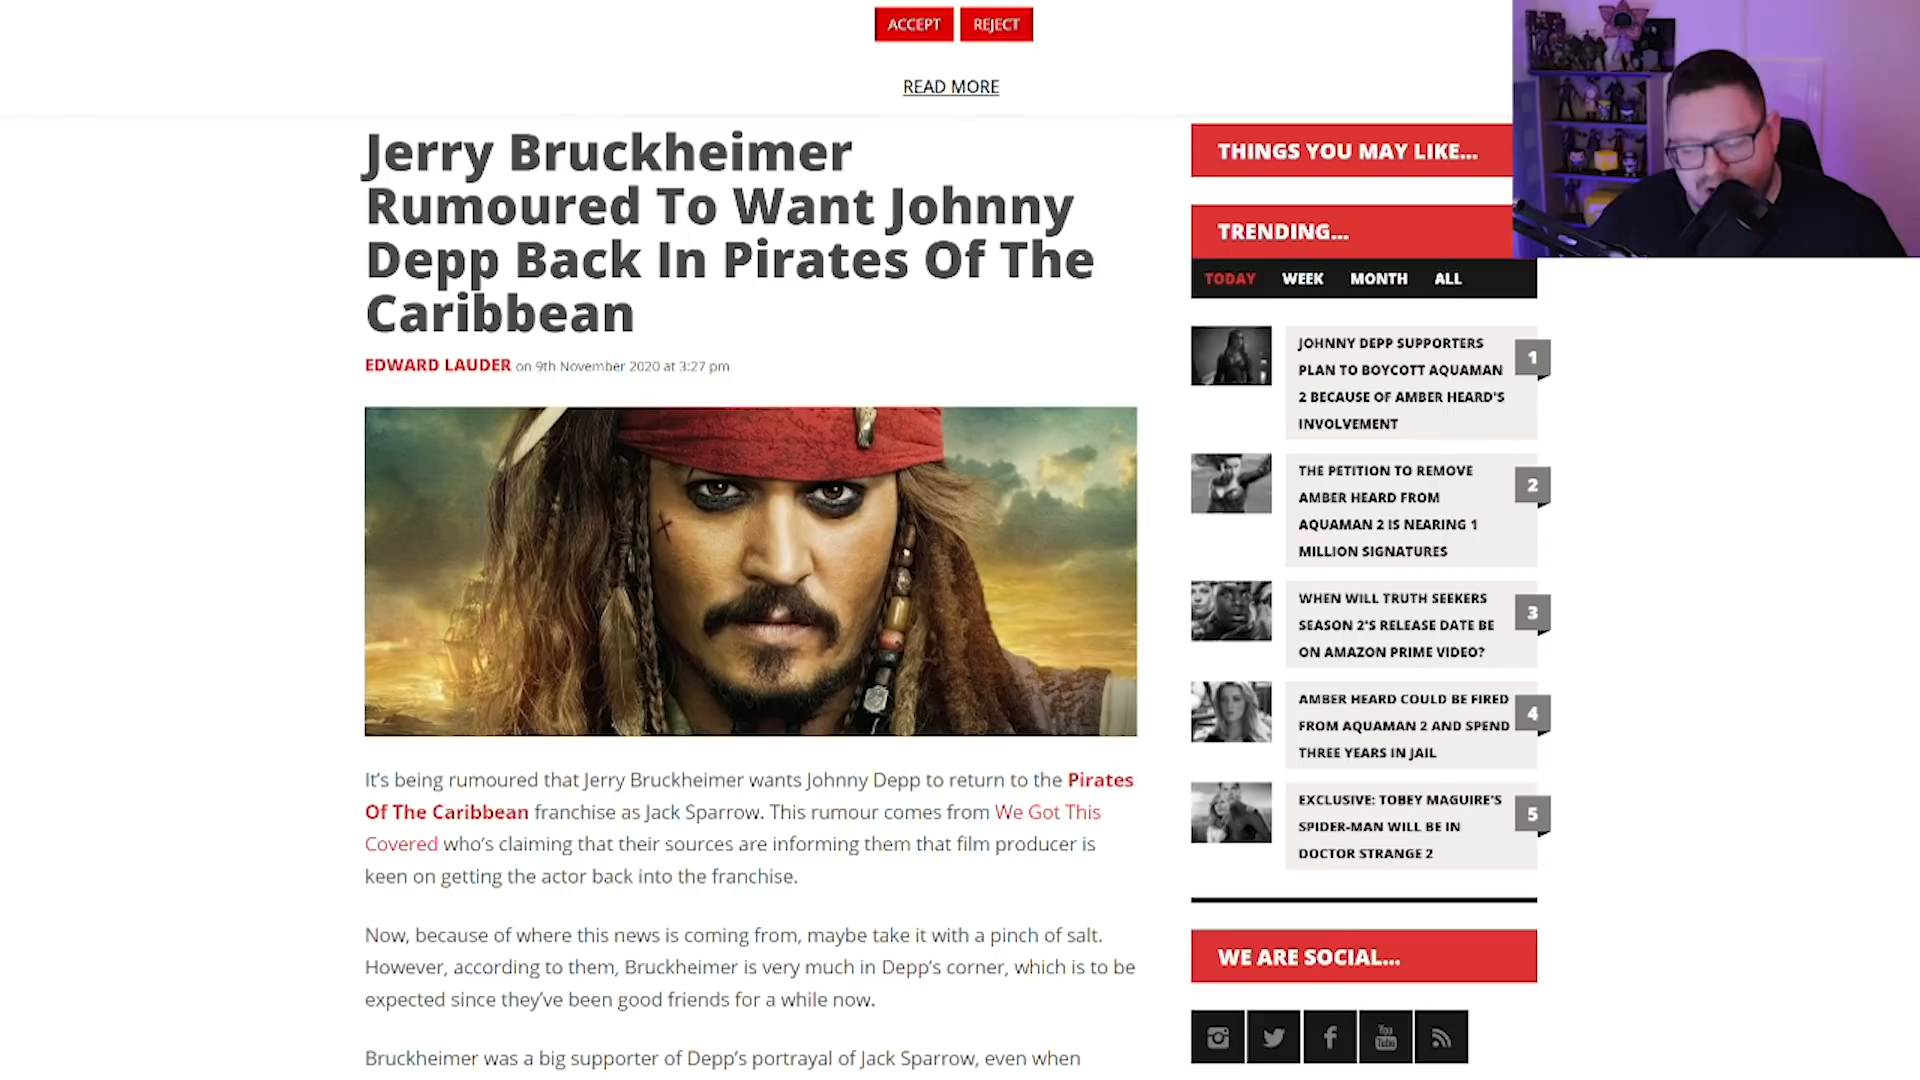 ACCEPT
REJECT
READ MORE
Jerry Bruckheimer
Rumoured To Want Johnny
Depp Back In Pirates Of The
Caribbean
EDWARD LAUDER on 9th November 2020 at 3:27 pm
It’s being rumoured that Jerry Bruckheimer wants Johnny Depp to return to the Pirates
Of The Caribbean franchise as Jack Sparrow. This rumour comes from We Got This
Covered who’s claiming that their sources are informing them that film producer is
keen on getting the actor back into the franchise.
Now, because of where this news is coming from, maybe take it with a pinch of salt.
However, according to them, Bruckheimer is very much in Depp’s corner, which is to be
expected since they’ve been good friends for a while now.
Bruckheimer was a big supporter of Depp’s portrayal of Jack Sparrow, even when
THINGS YOU MAY LIKE...
TRENDING...
TODAY WEEK MONTH ALL
JOHNNY DEPP SUPPORTERS
PLAN TO BOYCOTT AQUAMAN
2 BECAUSE OF AMBER HEARD'S
INVOLVEMENT
1
THE PETITION TO REMOVE
AMBER HEARD FROM
AQUAMAN 2 IS NEARING 1
MILLION SIGNATURES
2
WHEN WILL TRUTH SEEKERS
SEASON 2'S RELEASE DATE BE
ON AMAZON PRIME VIDEO?
3
AMBER HEARD COULD BE FIRED
FROM AQUAMAN 2 AND SPEND
THREE YEARS IN JAIL
4
EXCLUSIVE: TOBEY MAGUIRE'S
SPIDER-MAN WILL BE IN
DOCTOR STRANGE 2
5
WE ARE SOCIAL...
You
Tube